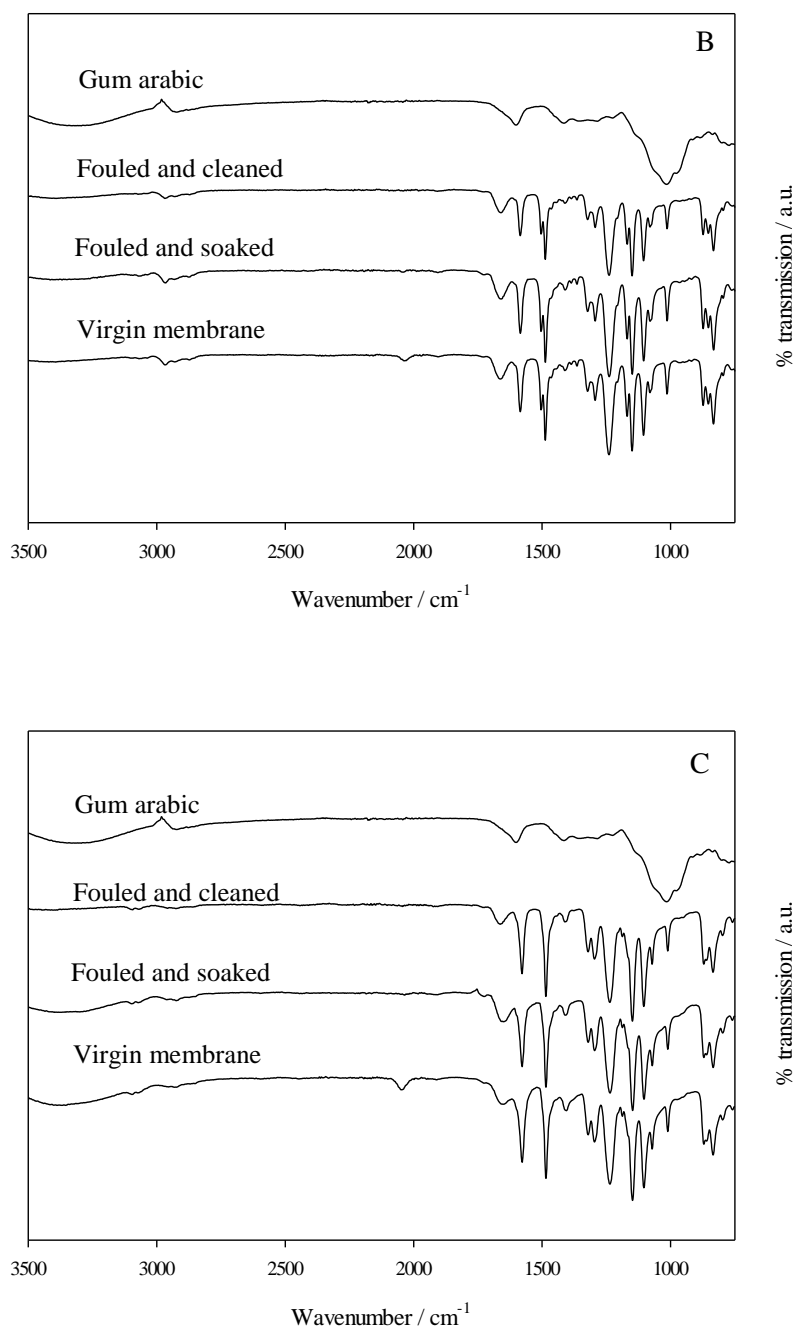 B
Gum arabic
Fouled and cleaned
Fouled and soaked
Virgin membrane
% transmission / a.u.
3500 3000 2500 2000 1500 1000
Wavenumber / cm-1
C
Gum arabic
Fouled and cleaned
Fouled and soaked
Virgin membrane
% transmission / a.u.
3500 3000 2500 2000 1500 1000
Wavenumber / cm-1